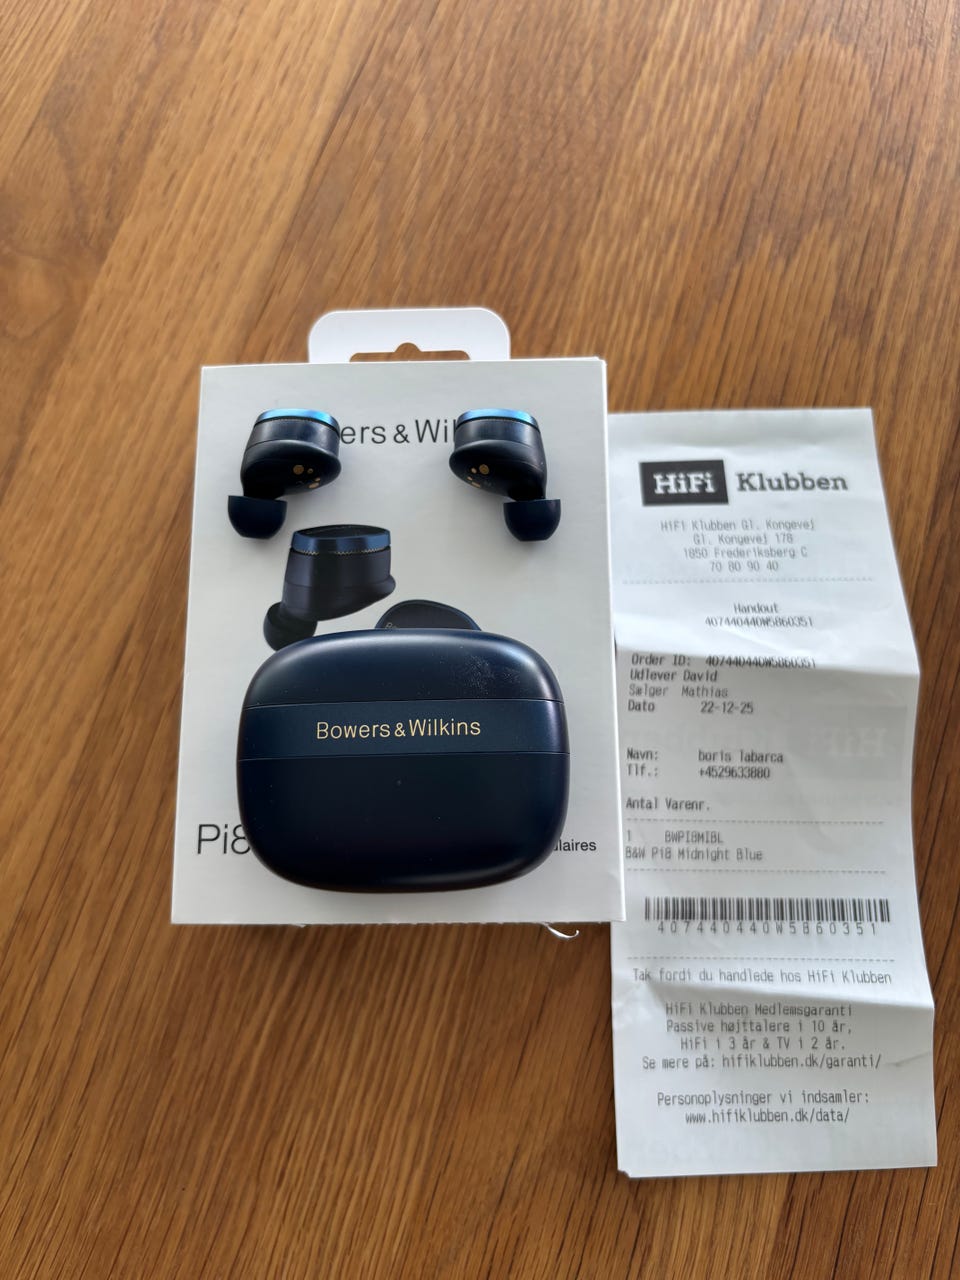 ers & Wil
Bowers & Wilkins
Pi8
ulaires
HiFi Klubben
HiFi Klubben Gl. Kongevej
Gl. Kongevej 178
1850 Frederiksberg C
70 80 90 40
Handout
407440440W5860351
Order ID: 407440440W5860351
Udlever David
Sælger Mathias
Dato 22-12-25
Navn: boris labarca
Tlf.: +4529633880
Antal Varenr.
1 BWPI8MIBL
B&W Pi8 Midnight Blue
407440440W5860351
Tak fordi du handlede hos HiFi Klubben
HiFi Klubben Medlemsgaranti
Passive højttalere i 10 år,
HiFi i 3 år & TV i 2 år.
Se mere på: hifiklubben.dk/garanti/
Personoplysninger vi indsamler:
www.hifiklubben.dk/data/